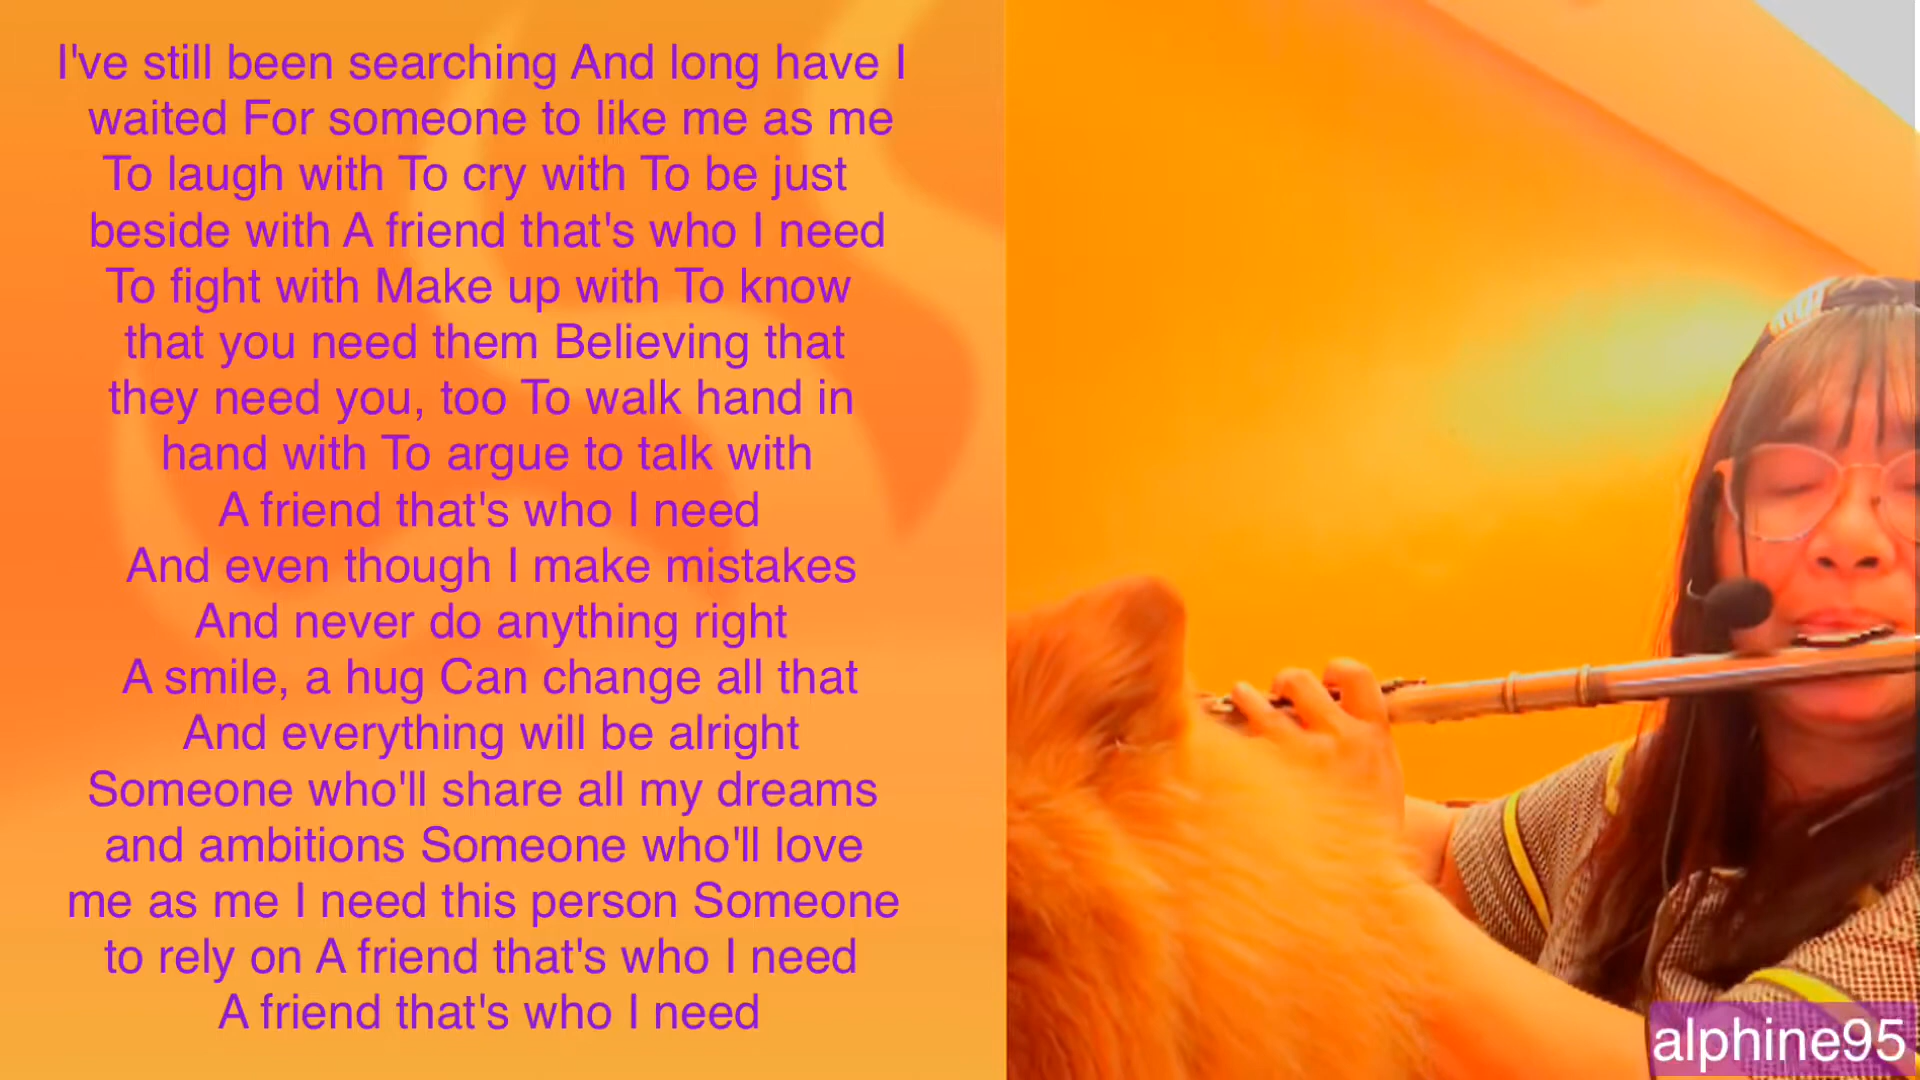 I've still been searching And long have I
waited For someone to like me as me
To laugh with To cry with To be just
beside with A friend that's who I need
To fight with Make up with To know
that you need them Believing that
they need you, too To walk hand in
hand with To argue to talk with
A friend that's who I need
And even though I make mistakes
And never do anything right
A smile, a hug Can change all that
And everything will be alright
Someone who'll share all my dreams
and ambitions Someone who'll love
me as me I need this person Someone
to rely on A friend that's who I need
A friend that's who I need
alphine95